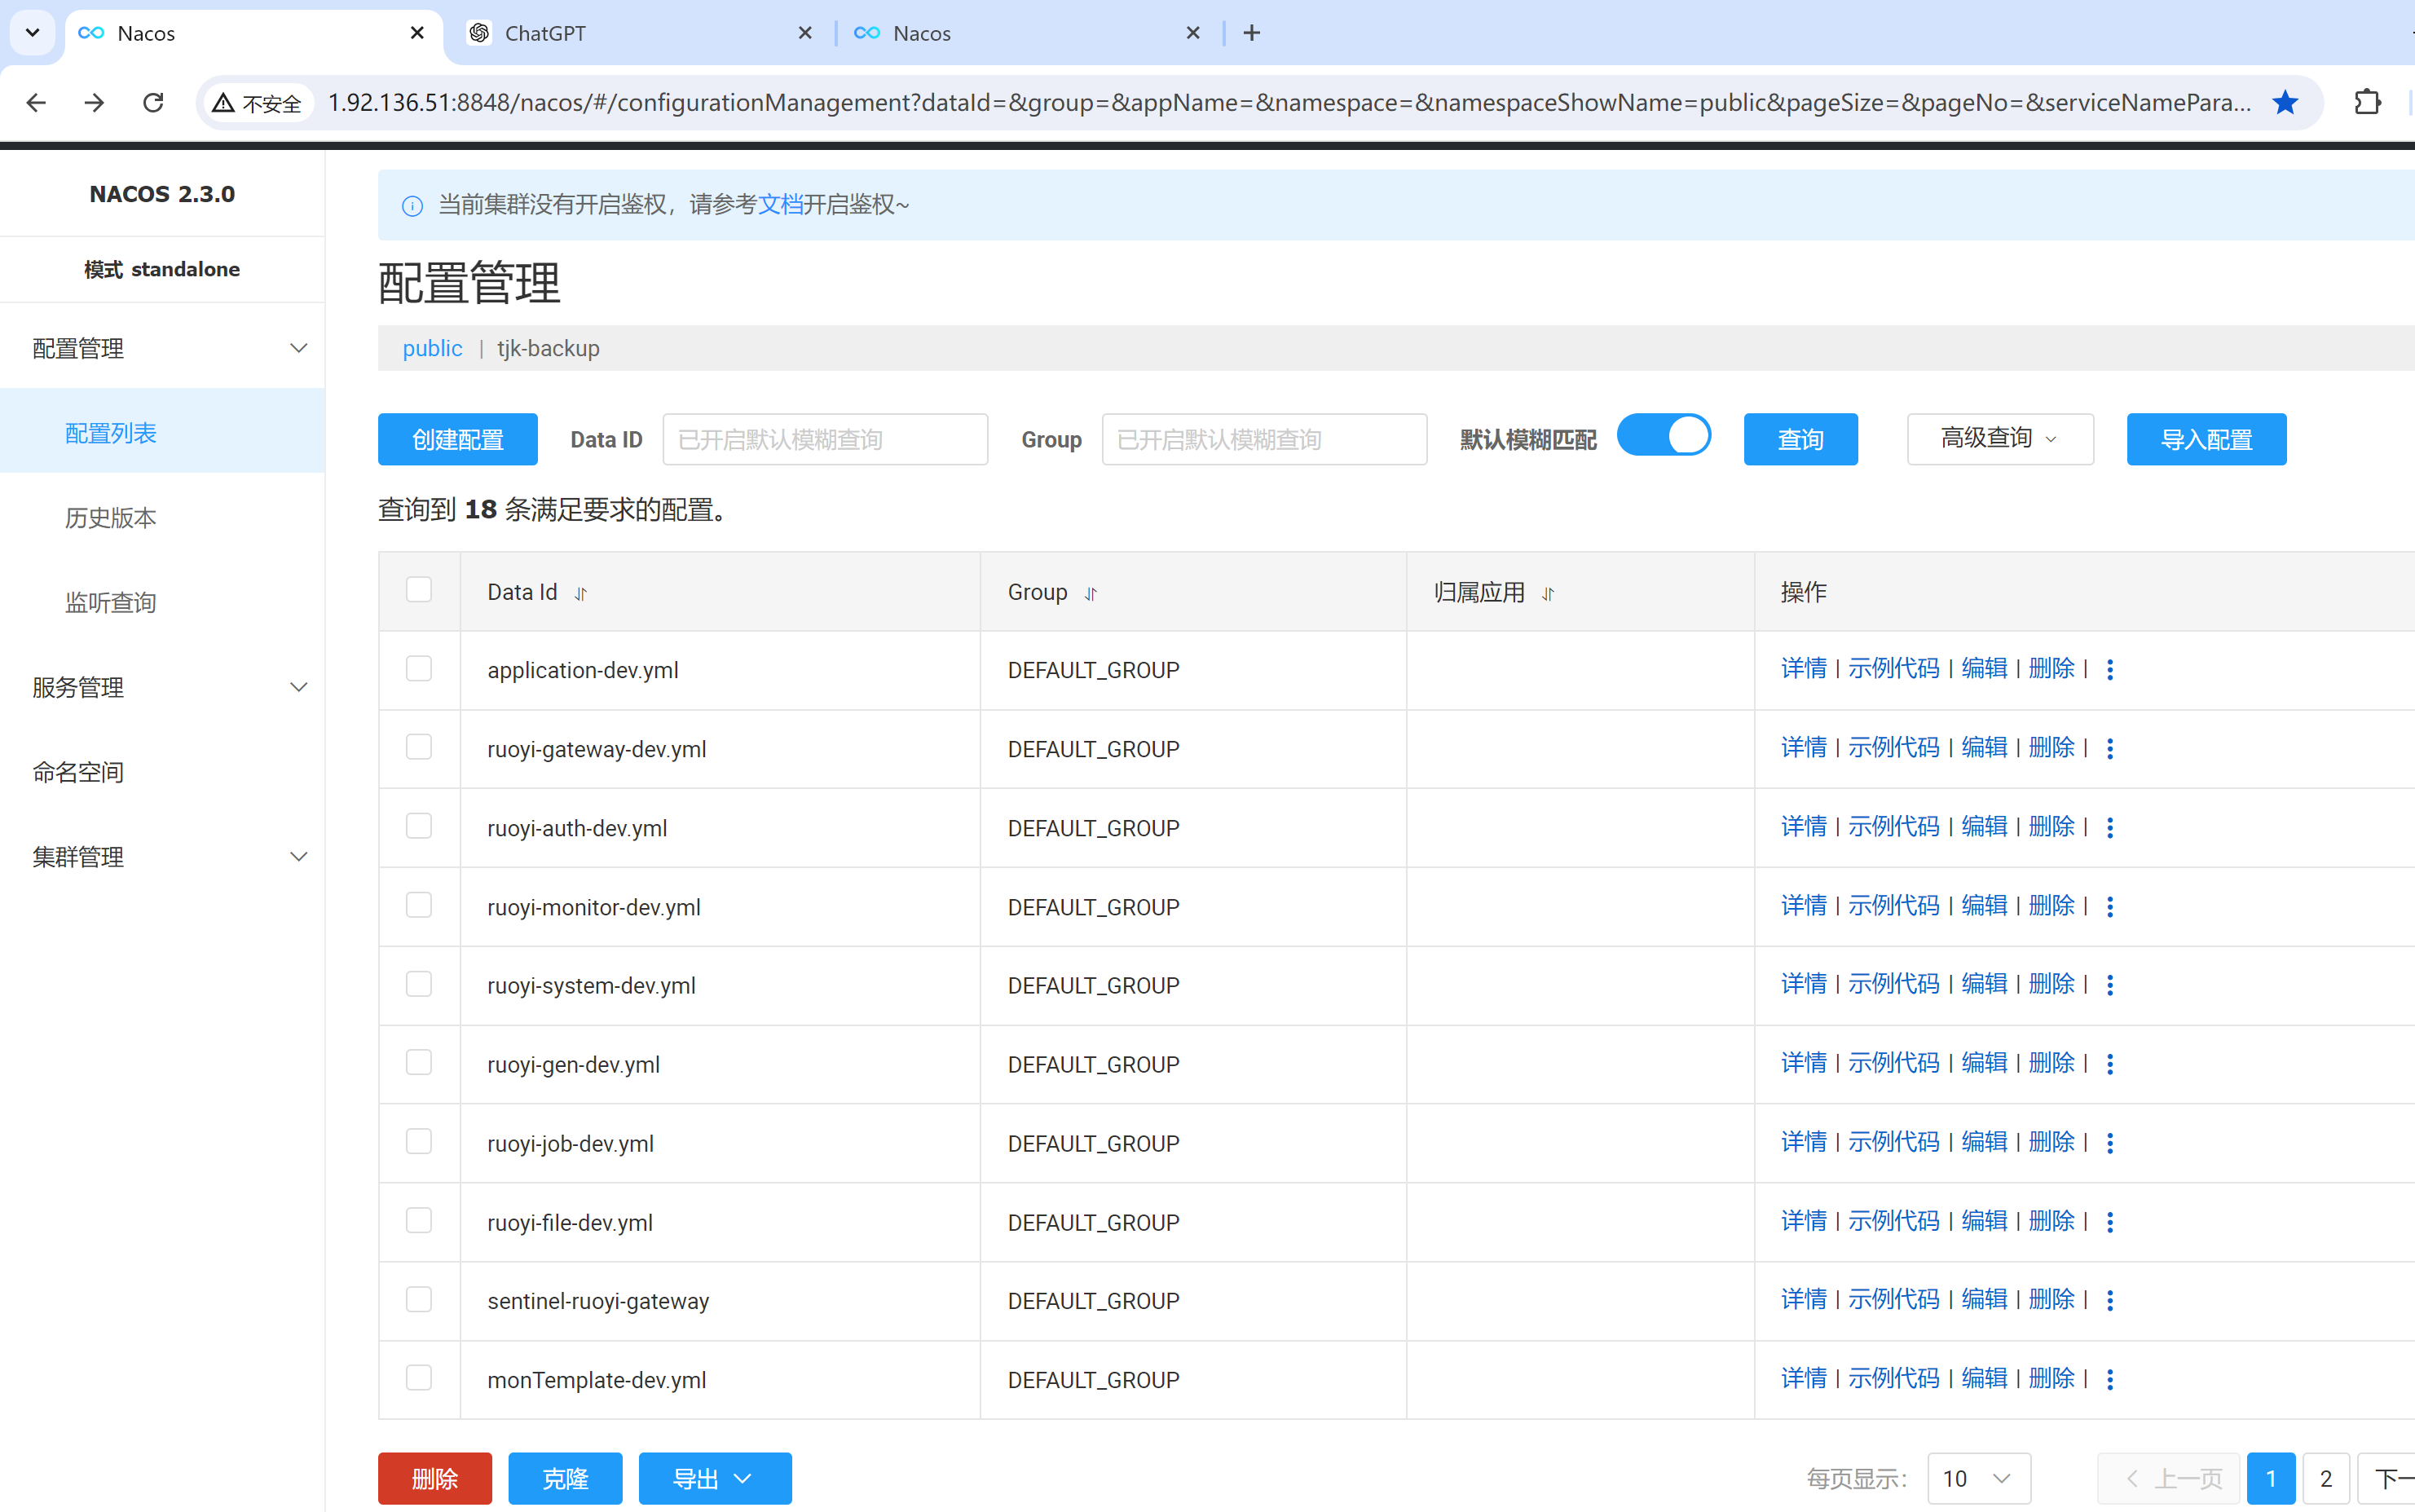 Nacos
ChatGPT
Nacos
不安全 1.92.136.51:8848/nacos/#/configurationManagement?dataId=&group=&appName=&namespace=&namespaceShowName=public&pageSize=&pageNo=&serviceNamePara...
NACOS 2.3.0
模式 standalone
配置管理
配置列表
历史版本
监听查询
服务管理
命名空间
集群管理
当前集群没有开启鉴权，请参考文档开启鉴权~
配置管理
public | tjk-backup
创建配置 Data ID 已开启默认模糊查询 Group 已开启默认模糊查询 默认模糊匹配 查询 高级查询 导入配置
查询到 18 条满足要求的配置。
Data Id Group 归属应用 操作
application-dev.yml DEFAULT_GROUP 详情 | 示例代码 | 编辑 | 删除 |
ruoyi-gateway-dev.yml DEFAULT_GROUP 详情 | 示例代码 | 编辑 | 删除 |
ruoyi-auth-dev.yml DEFAULT_GROUP 详情 | 示例代码 | 编辑 | 删除 |
ruoyi-monitor-dev.yml DEFAULT_GROUP 详情 | 示例代码 | 编辑 | 删除 |
ruoyi-system-dev.yml DEFAULT_GROUP 详情 | 示例代码 | 编辑 | 删除 |
ruoyi-gen-dev.yml DEFAULT_GROUP 详情 | 示例代码 | 编辑 | 删除 |
ruoyi-job-dev.yml DEFAULT_GROUP 详情 | 示例代码 | 编辑 | 删除 |
ruoyi-file-dev.yml DEFAULT_GROUP 详情 | 示例代码 | 编辑 | 删除 |
sentinel-ruoyi-gateway DEFAULT_GROUP 详情 | 示例代码 | 编辑 | 删除 |
monTemplate-dev.yml DEFAULT_GROUP 详情 | 示例代码 | 编辑 | 删除 |
删除 克隆 导出 每页显示： 10 上一页 1 2 下一